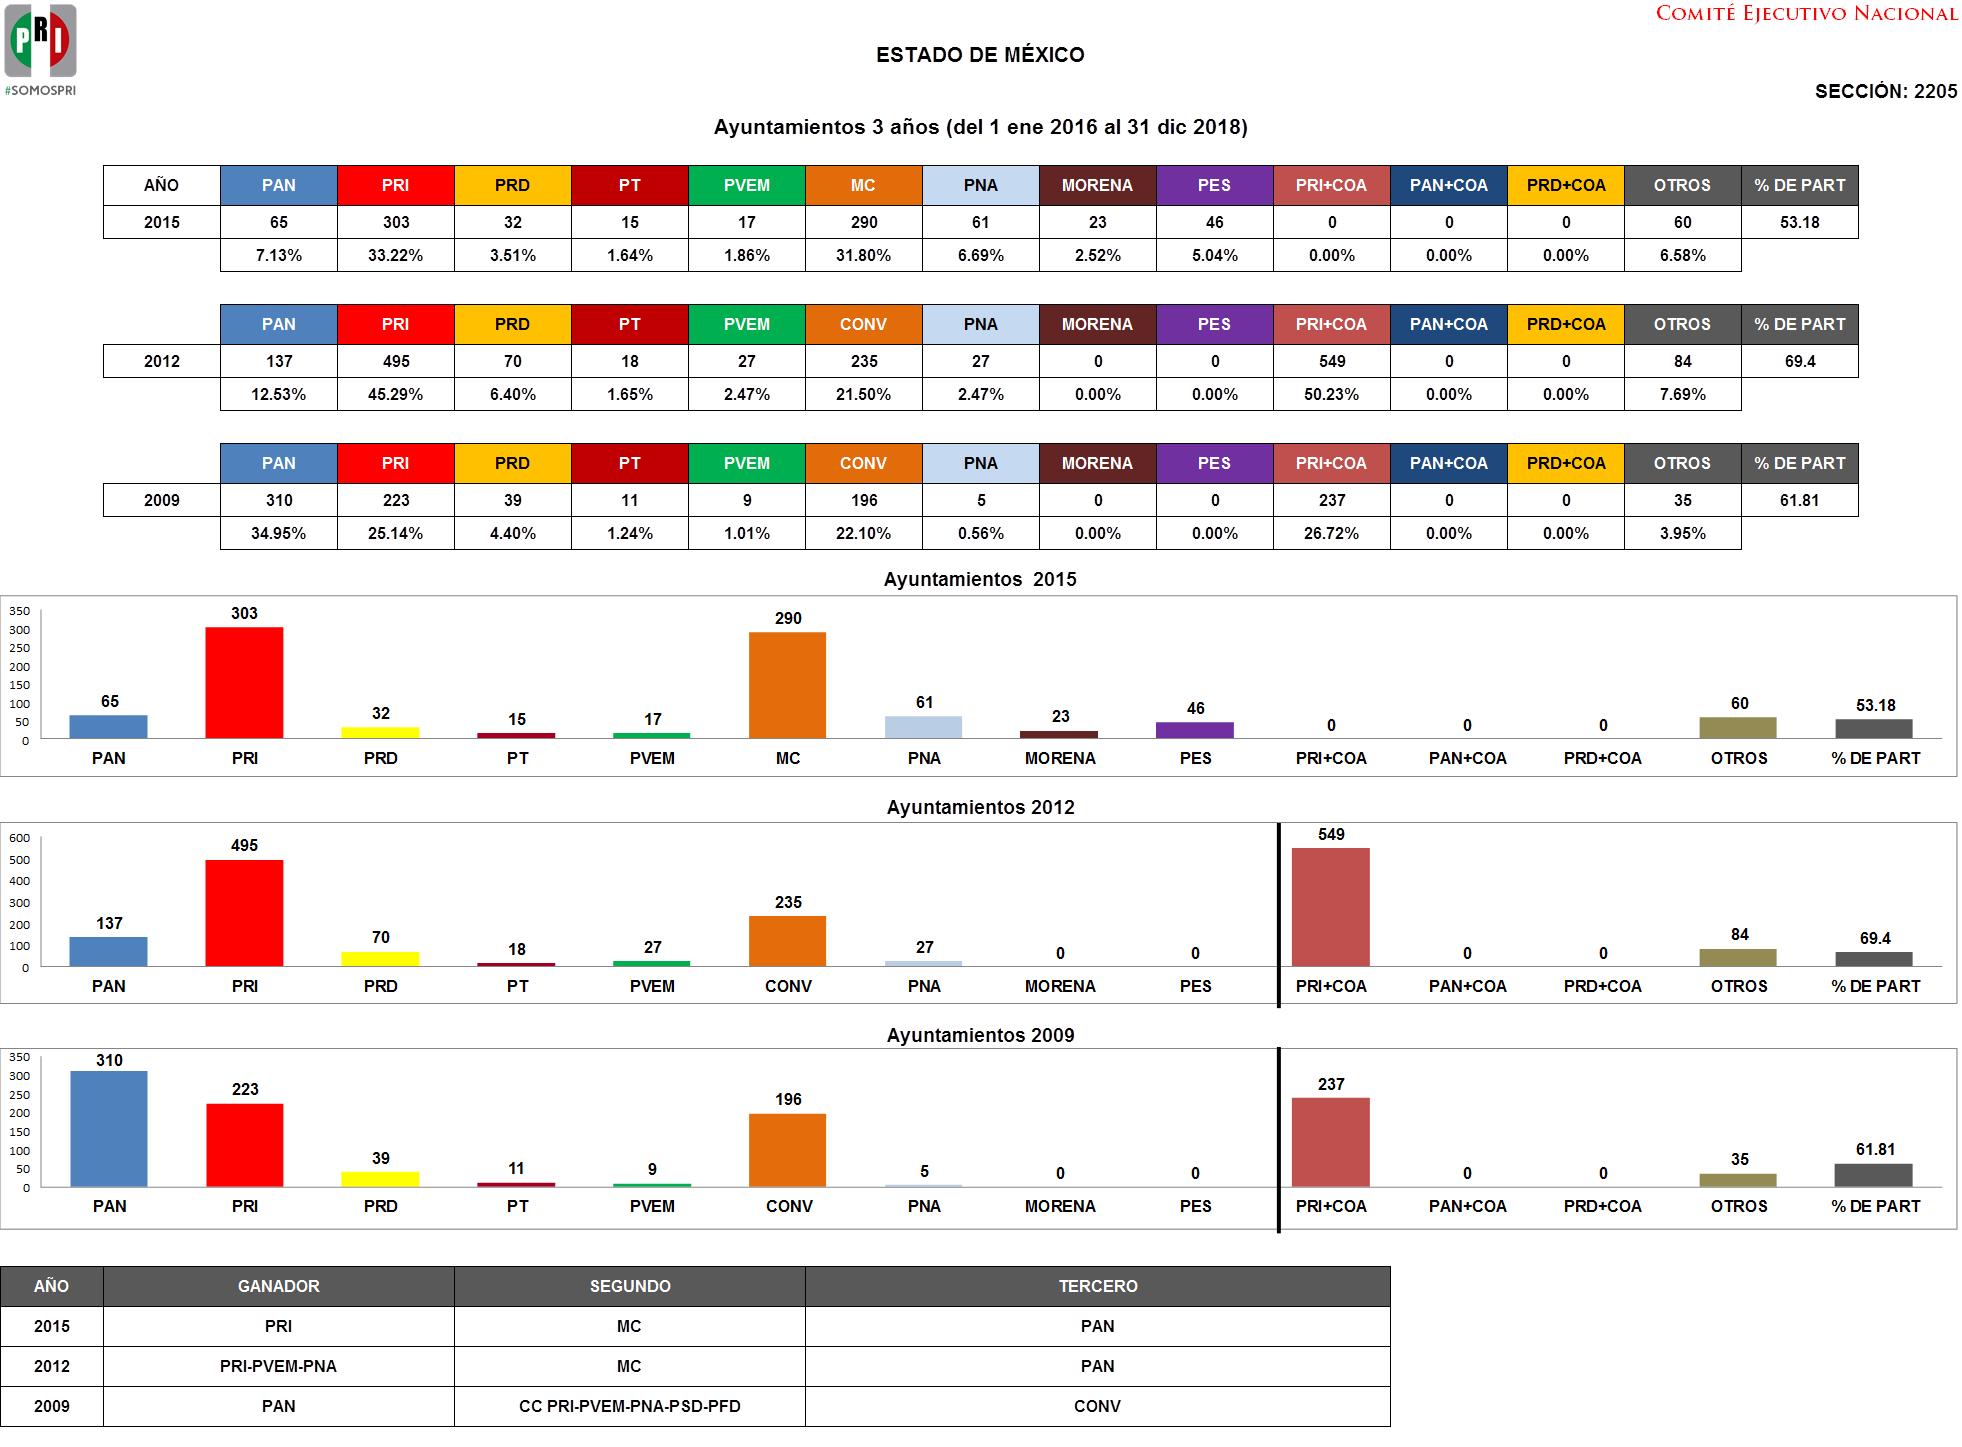 PRI
#SOMOSPRI
COMITÉ EJECUTIVO NACIONAL
ESTADO DE MÉXICO
SECCIÓN: 2205
Ayuntamientos 3 años (del 1 ene 2016 al 31 dic 2018)
AÑO PAN PRI PRD PT PVEM MC PNA MORENA PES PRI+COA PAN+COA PRD+COA OTROS % DE PART
2015 65 303 32 15 17 290 61 23 46 0 0 0 60 53.18
7.13% 33.22% 3.51% 1.64% 1.86% 31.80% 6.69% 2.52% 5.04% 0.00% 0.00% 0.00% 6.58%
PAN PRI PRD PT PVEM CONV PNA MORENA PES PRI+COA PAN+COA PRD+COA OTROS % DE PART
2012 137 495 70 18 27 235 27 0 0 549 0 0 84 69.4
12.53% 45.29% 6.40% 1.65% 2.47% 21.50% 2.47% 0.00% 0.00% 50.23% 0.00% 0.00% 7.69%
PAN PRI PRD PT PVEM CONV PNA MORENA PES PRI+COA PAN+COA PRD+COA OTROS % DE PART
2009 310 223 39 11 9 196 5 0 0 237 0 0 35 61.81
34.95% 25.14% 4.40% 1.24% 1.01% 22.10% 0.56% 0.00% 0.00% 26.72% 0.00% 0.00% 3.95%
Ayuntamientos 2015
350
300
250
200
150
100
50
0
65 303 32 15 17 290 61 23 46 0 0 0 60 53.18
PAN PRI PRD PT PVEM MC PNA MORENA PES PRI+COA PAN+COA PRD+COA OTROS % DE PART
Ayuntamientos 2012
600
500
400
300
200
100
0
137 495 70 18 27 235 27 0 0 549 0 0 84 69.4
PAN PRI PRD PT PVEM CONV PNA MORENA PES PRI+COA PAN+COA PRD+COA OTROS % DE PART
Ayuntamientos 2009
350
300
250
200
150
100
50
0
310 223 39 11 9 196 5 0 0 237 0 0 35 61.81
PAN PRI PRD PT PVEM CONV PNA MORENA PES PRI+COA PAN+COA PRD+COA OTROS % DE PART
AÑO GANADOR SEGUNDO TERCERO
2015 PRI MC PAN
2012 PRI-PVEM-PNA MC PAN
2009 PAN CC PRI-PVEM-PNA-PSD-PFD CONV